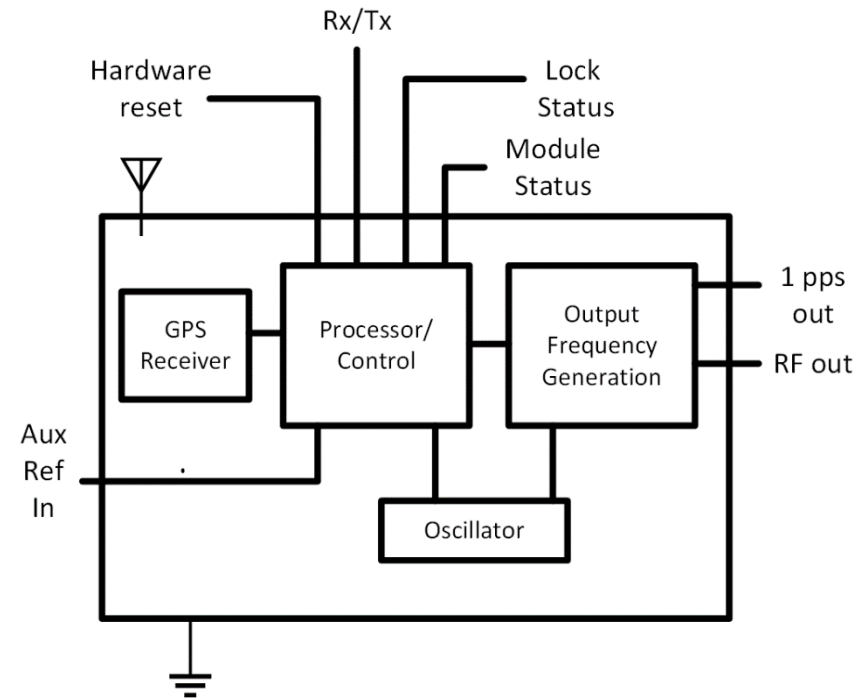 Rx/Tx
Hardware
reset
Lock
Status
Module
Status
GPS
Receiver
Processor/
Control
Output
Frequency
Generation
1 pps
out
RF out
Aux
Ref
In
Oscillator